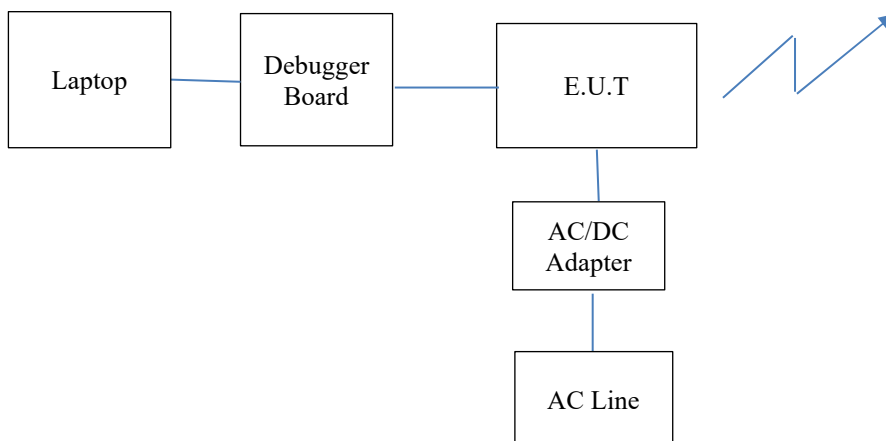 Laptop
Debugger
Board
E.U.T
AC/DC
Adapter
AC Line